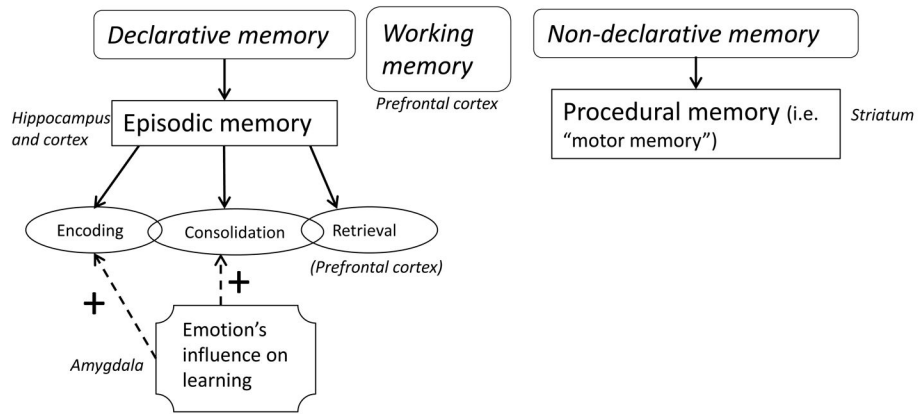 Declarative memory
Working
memory
Non-declarative memory
Prefrontal cortex
Hippocampus
and cortex
Episodic memory
Procedural memory (i.e.
“motor memory”)
Striatum
Encoding
Consolidation
Retrieval
(Prefrontal cortex)
+
+
Emotion’s
influence on
learning
Amygdala